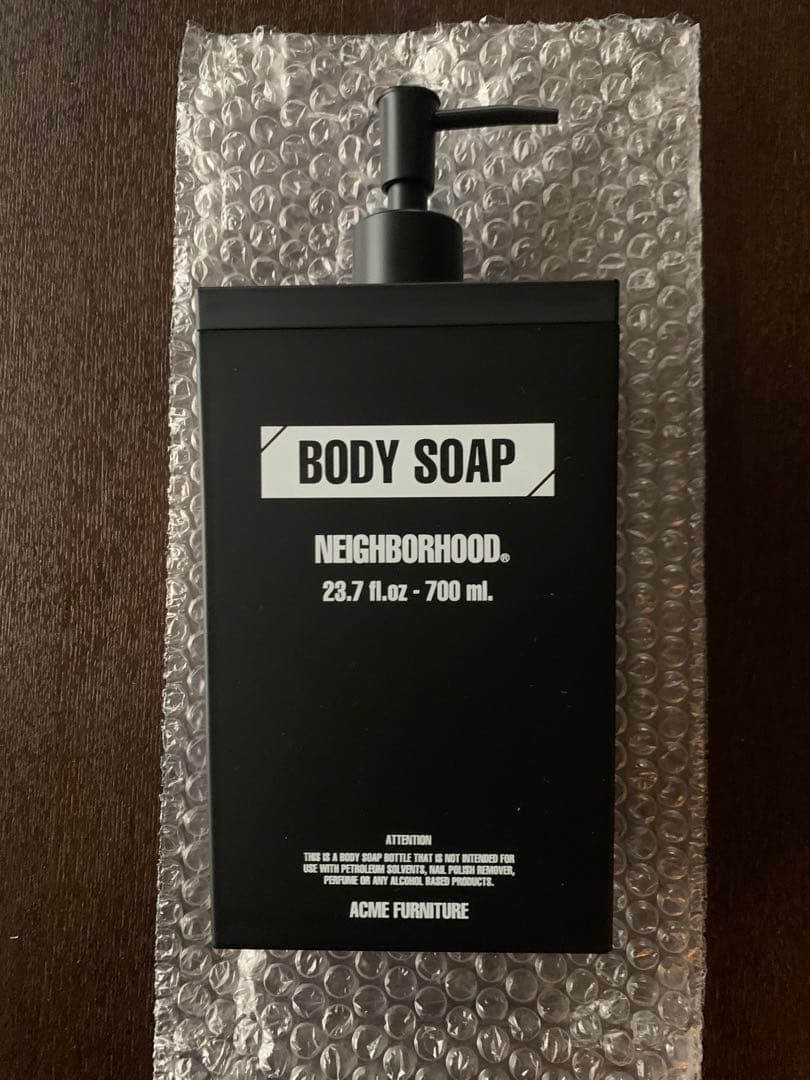 BODY SOAP
NEIGHBORHOOD®
23.7 fl.oz - 700 ml.
ATTENTION
THIS IS A BODY SOAP BOTTLE THAT IS NOT INTENDED FOR
USE WITH PETROLEUM SOLVENTS, NAIL POLISH REMOVER,
PERFUME OR ANY ALCOHOL BASED PRODUCTS.
ACME FURNITURE